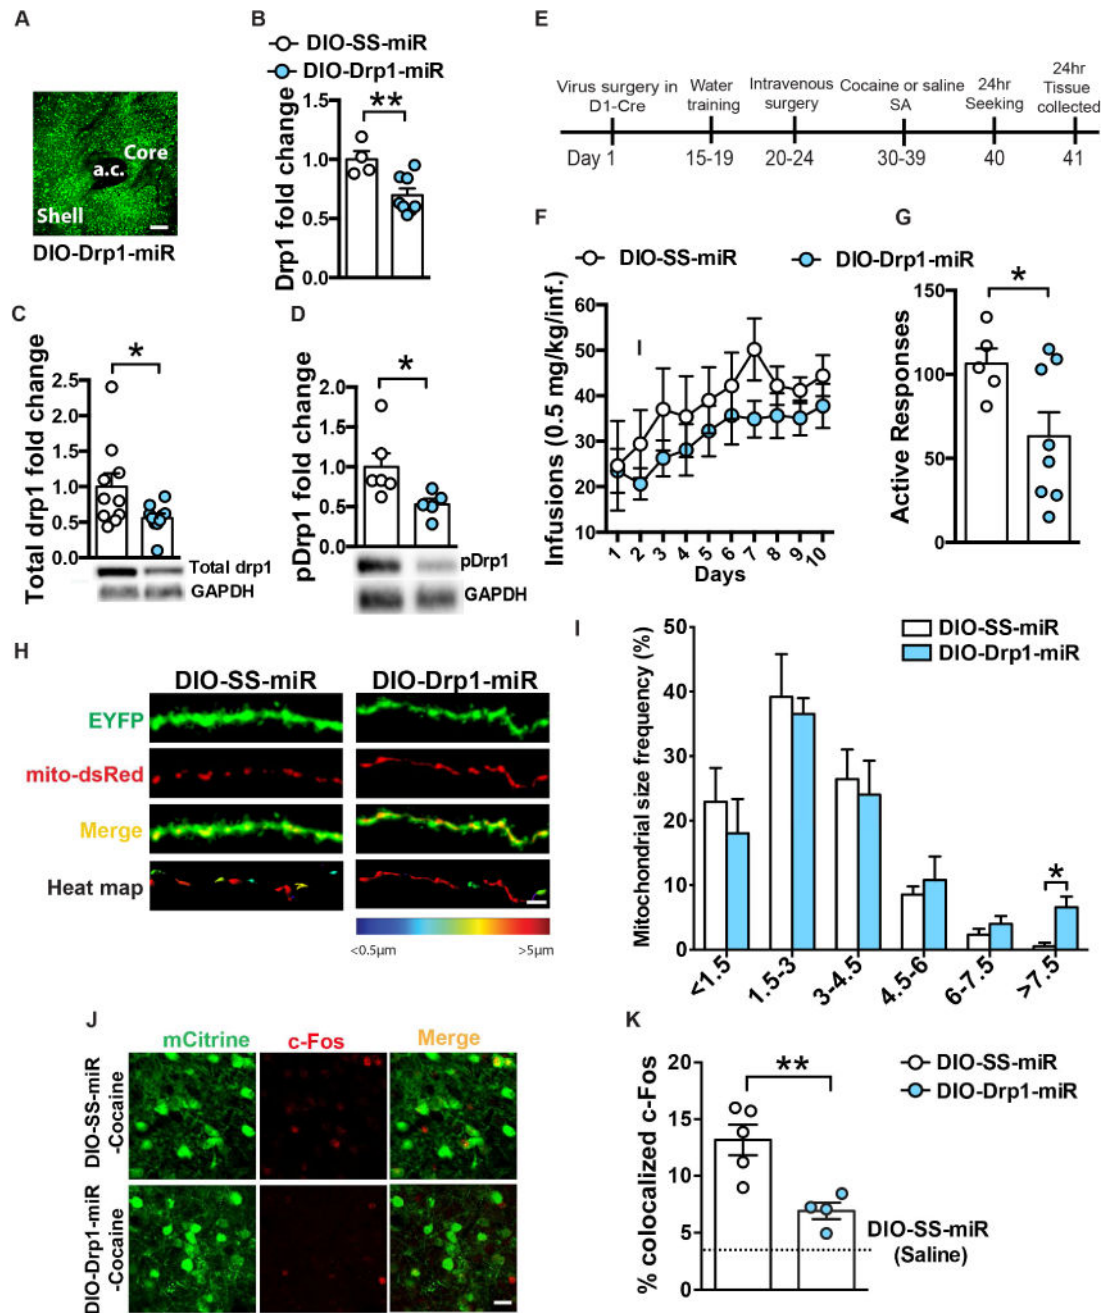 A
Core
a.c.
Shell
DIO-Drp1-miR
B
DIO-SS-miR
DIO-Drp1-miR
Drp1 fold change
1.5
1.0
0.5
0.0
**
C
Total drp1 fold change
2.5
2.0
1.5
1.0
0.5
0.0
*
Total drp1
GAPDH
D
pDrp1 fold change
2.0
1.5
1.0
0.5
0.0
*
pDrp1
GAPDH
E
Virus surgery in
D1-Cre
Water
training
Intravenous
surgery
Cocaine or saline
SA
24hr
Seeking
24hr
Tissue
collected
Day 1
15-19
20-24
30-39
40
41
F
DIO-SS-miR
DIO-Drp1-miR
Infusions (0.5 mg/kg/inf.)
60
50
40
30
20
10
1 2 3 4 5 6 7 8 9 10
Days
G
Active Responses
150
100
50
0
*
H
DIO-SS-miR
DIO-Drp1-miR
EYFP
mito-dsRed
Merge
Heat map
<0.5μm
>5μm
I
DIO-SS-miR
DIO-Drp1-miR
Mitochondrial size frequency (%)
50
40
30
20
10
0
*
<1.5
1.5-3
3-4.5
4.5-6
6-7.5
>7.5
J
mCitrine
c-Fos
Merge
DIO-SS-miR
-Cocaine
DIO-Drp1-miR
-Cocaine
K
DIO-SS-miR
DIO-Drp1-miR
% colocalized c-Fos
20
15
10
5
0
**
DIO-SS-miR
(Saline)